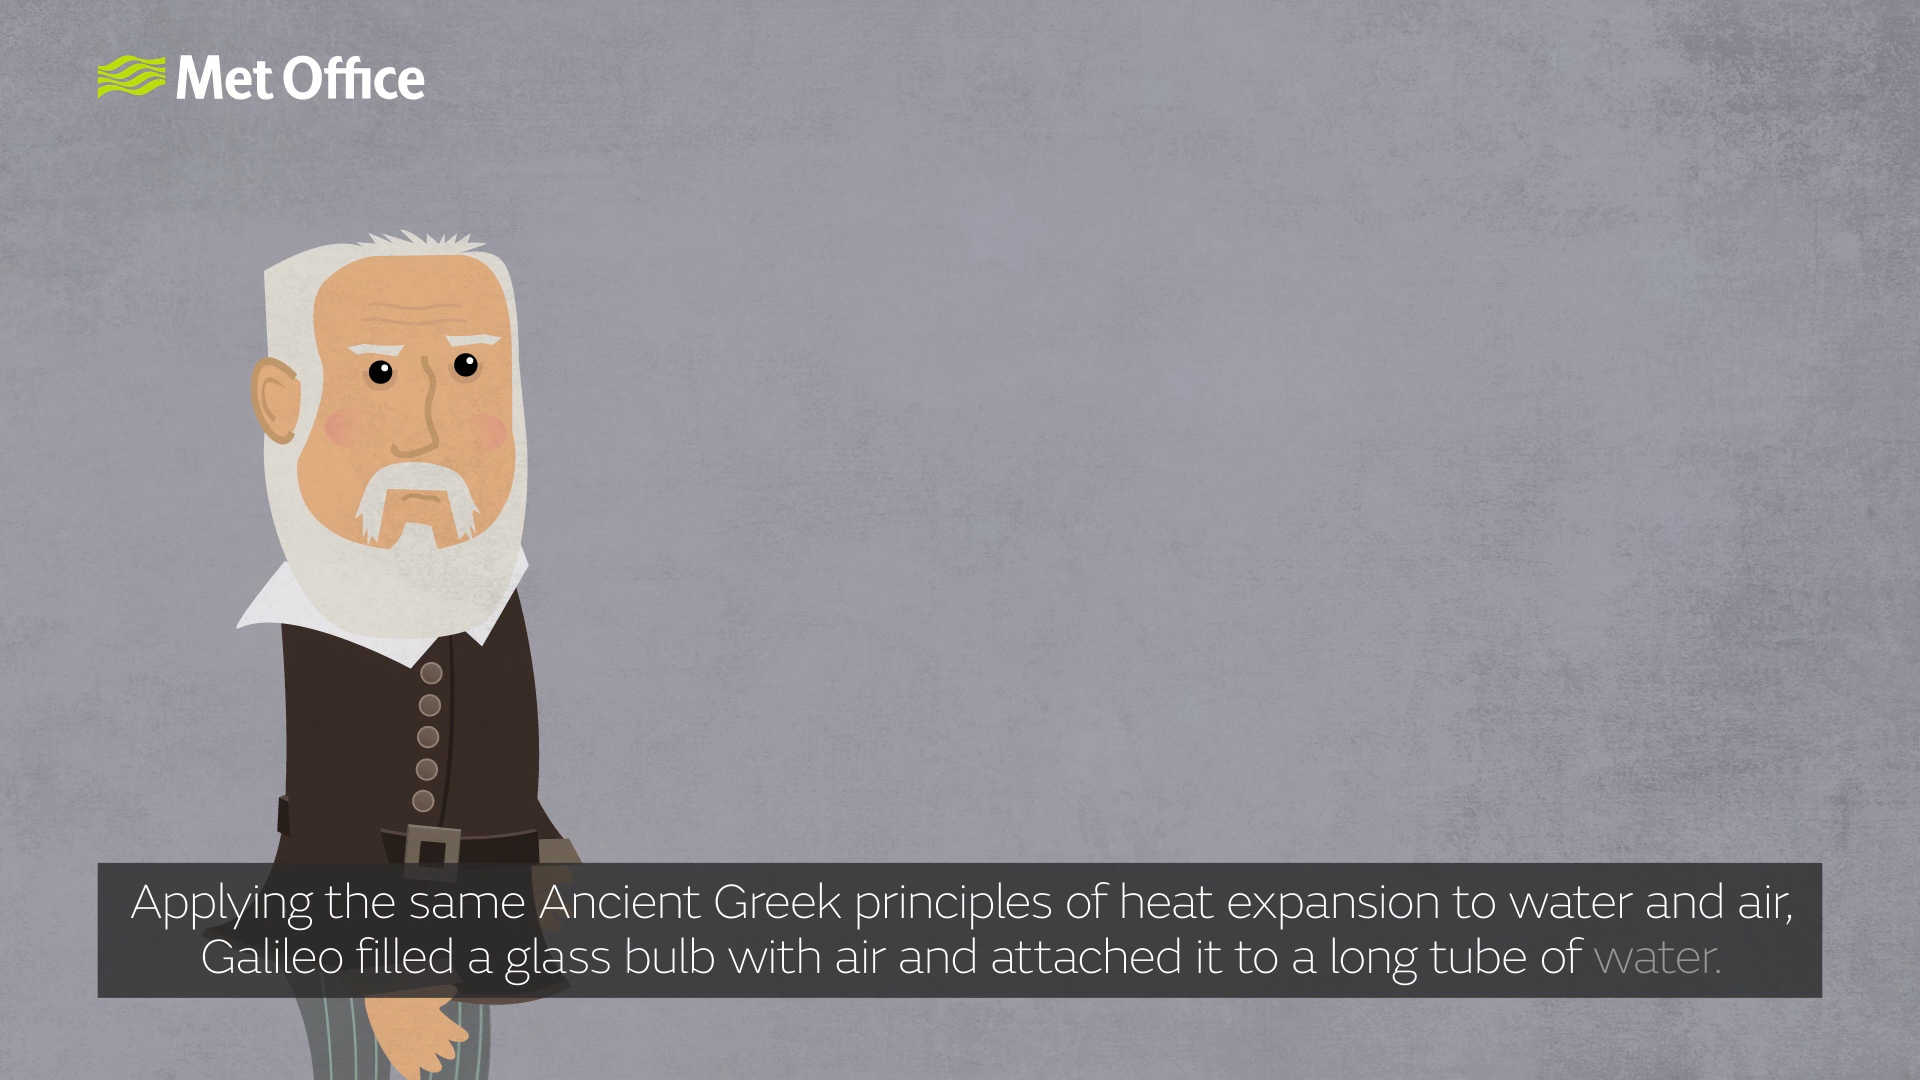 Met Office
Applying the same Ancient Greek principles of heat expansion to water and air,
Galileo filled a glass bulb with air and attached it to a long tube of water.